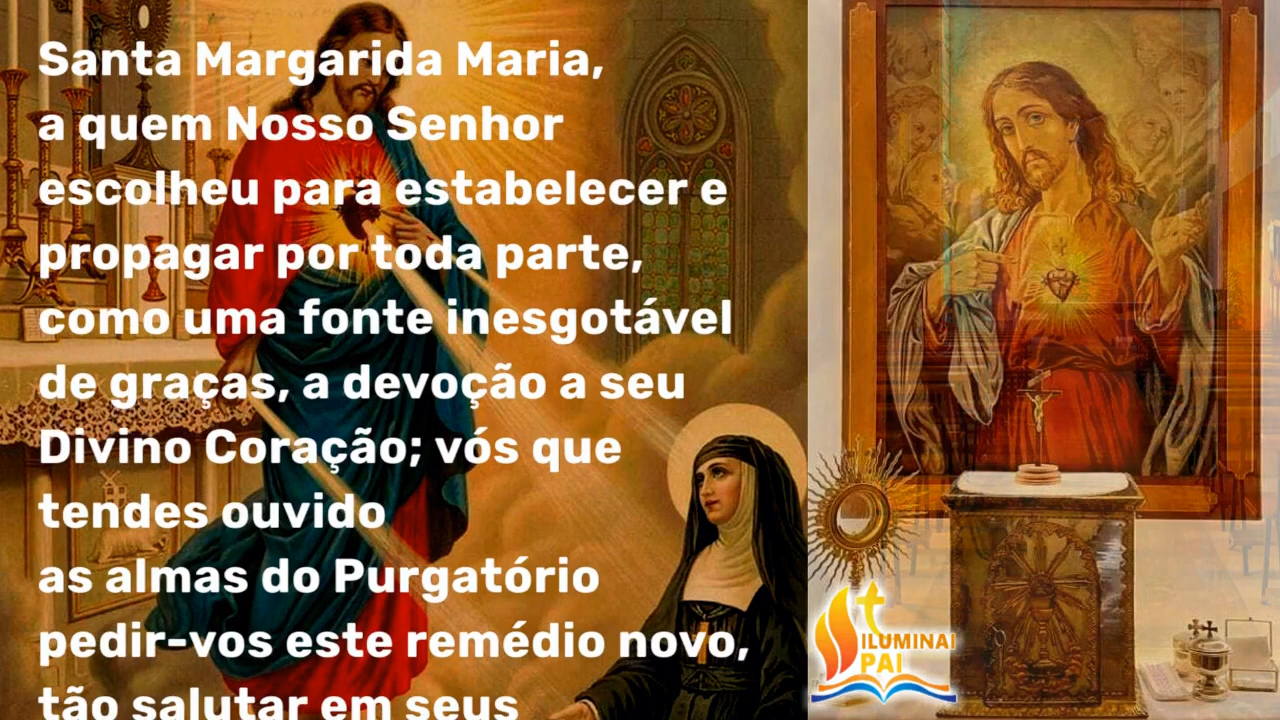 Santa Margarida Maria,
a quem Nosso Senhor
escolheu para estabelecer e
propagar por toda parte,
como uma fonte inesgotável
de graças, a devoção a seu
Divino Coração; vós que
tendes ouvido
as almas do Purgatório
pedir-vos este remédio novo,
tão salutar em seus
ILUMINAI
PAI